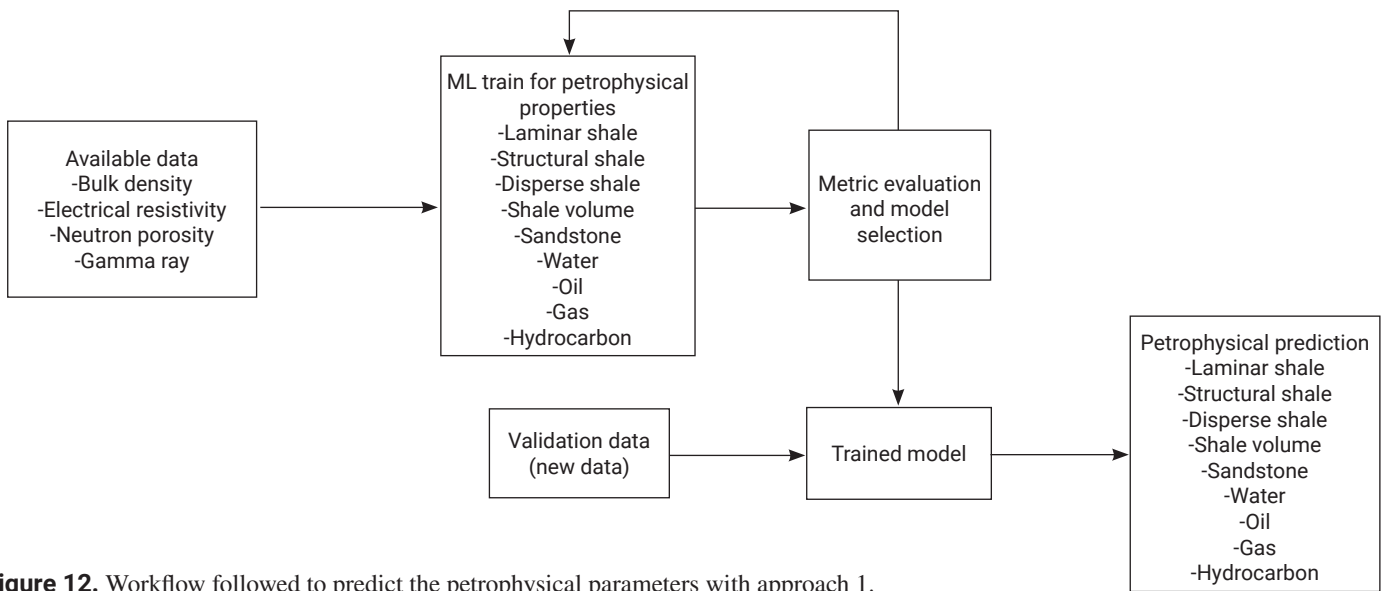 Available data
-Bulk density
-Electrical resistivity
-Neutron porosity
-Gamma ray
ML train for petrophysical
properties
-Laminar shale
-Structural shale
-Disperse shale
-Shale volume
-Sandstone
-Water
-Oil
-Gas
-Hydrocarbon
Metric evaluation
and model
selection
Validation data
(new data)
Trained model
Petrophysical prediction
-Laminar shale
-Structural shale
-Disperse shale
-Shale volume
-Sandstone
-Water
-Oil
-Gas
-Hydrocarbon
igure 12. Workflow followed to predict the petrophysical parameters with approach 1.